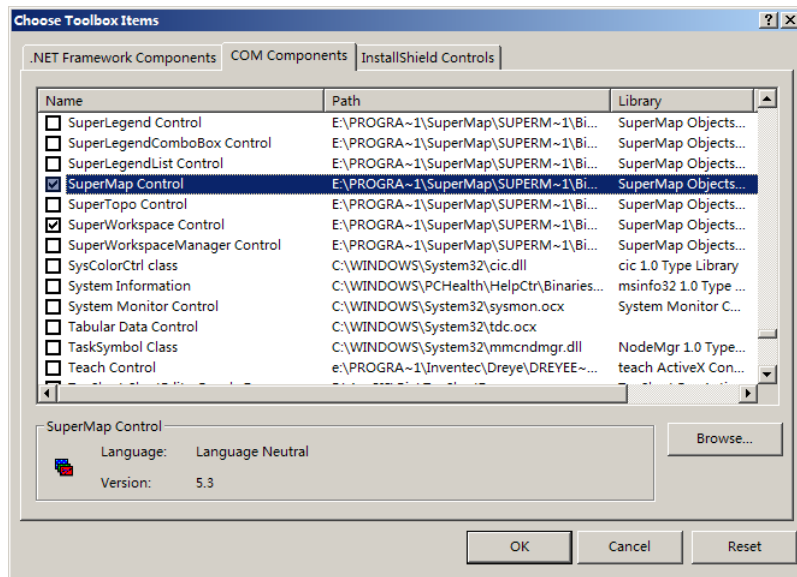 Choose Toolbox Items
.NET Framework Components COM Components InstallShield Controls
Name Path Library
SuperLegend Control E:\PROGRA~1\SuperMap\SUPERM~1\Bi... SuperMap Objects...
SuperLegendComboBox Control E:\PROGRA~1\SuperMap\SUPERM~1\Bi... SuperMap Objects...
SuperLegendList Control E:\PROGRA~1\SuperMap\SUPERM~1\Bi... SuperMap Objects...
SuperMap Control E:\PROGRA~1\SuperMap\SUPERM~1\Bi... SuperMap Objects...
SuperTopo Control E:\PROGRA~1\SuperMap\SUPERM~1\Bi... SuperMap Objects...
SuperWorkspace Control E:\PROGRA~1\SuperMap\SUPERM~1\Bi... SuperMap Objects...
SuperWorkspaceManager Control E:\PROGRA~1\SuperMap\SUPERM~1\Bi... SuperMap Objects...
SysColorCtrl class C:\WINDOWS\System32\cic.dll cic 1.0 Type Library
System Information C:\WINDOWS\PCHealth\HelpCtr\Binaries... msinfo32 1.0 Type ...
System Monitor Control C:\WINDOWS\System32\sysmon.ocx System Monitor C...
Tabular Data Control C:\WINDOWS\System32\tdc.ocx
TaskSymbol Class C:\WINDOWS\System32\mmcndmgr.dll NodeMgr 1.0 Type...
Teach Control e:\PROGRA~1\Inventec\Dreye\DREYEE~... teach ActiveX Con...
SuperMap Control
Language: Language Neutral
Browse...
Version: 5.3
OK Cancel Reset